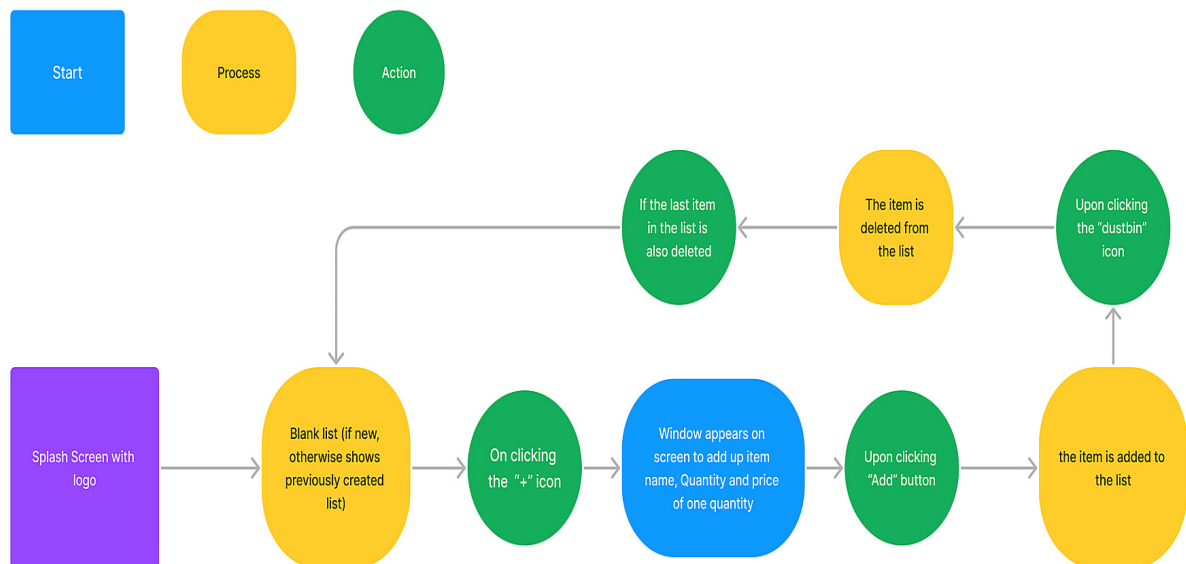 Start
Process
Action
If the last item
in the list is
also deleted
The item is
deleted from
the list
Upon clicking
the "dustbin"
icon
Splash Screen with
logo
Blank list (if new,
otherwise shows
previously created
list)
On clicking
the "+" icon
Window appears on
screen to add up item
name, Quantity and price
of one quantity
Upon clicking
"Add" button
the item is added to
the list